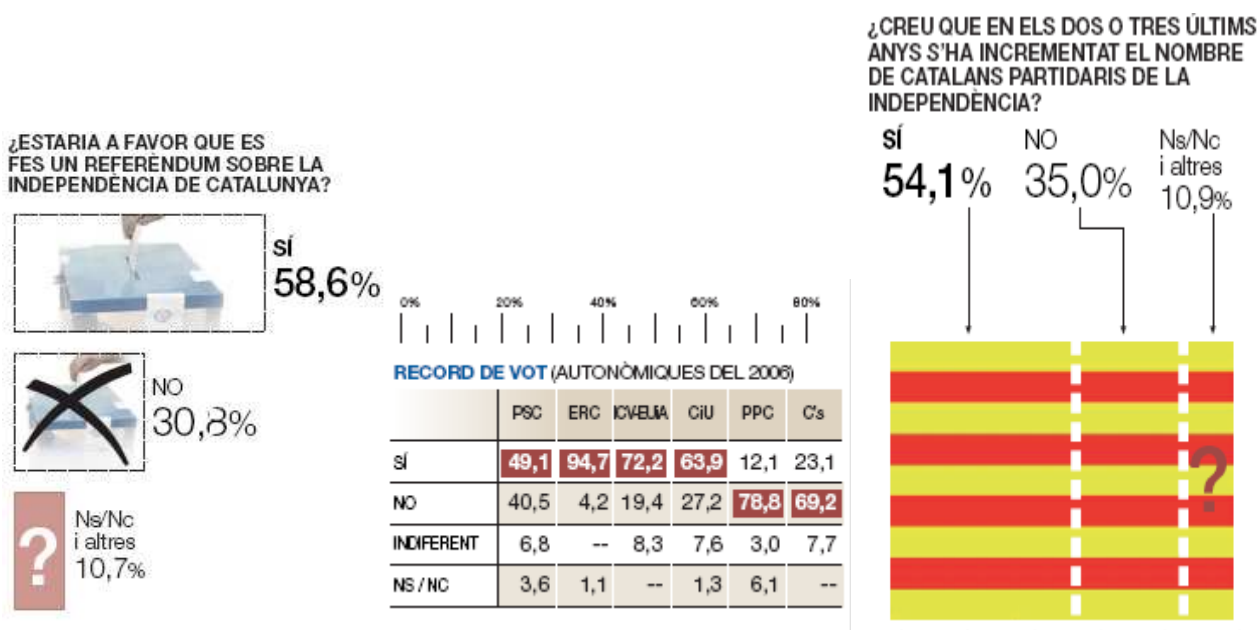 ¿ESTARIA A FAVOR QUE ES
FES UN REFERÈNDUM SOBRE LA
INDEPENDÈNCIA DE CATALUNYA?
SÍ
58,6%
NO
30,8%
?
Ns/Nc
i altres
10,7%
0% 20% 40% 60% 80%
RECORD DE VOT (AUTONÒMIQUES DEL 2006)
PSC ERC ICV-EUiA CiU PPC C's
SÍ 49,1 94,7 72,2 63,9 12,1 23,1
NO 40,5 4,2 19,4 27,2 78,8 69,2
INDIFERENT 6,8 -- 8,3 7,6 3,0 7,7
NS / NC 3,6 1,1 -- 1,3 6,1 --
¿CREU QUE EN ELS DOS O TRES ÚLTIMS
ANYS S'HA INCREMENTAT EL NOMBRE
DE CATALANS PARTIDARIS DE LA
INDEPENDÈNCIA?
SÍ
54,1%
NO
35,0%
Ns/Nc
i altres
10,9%
?